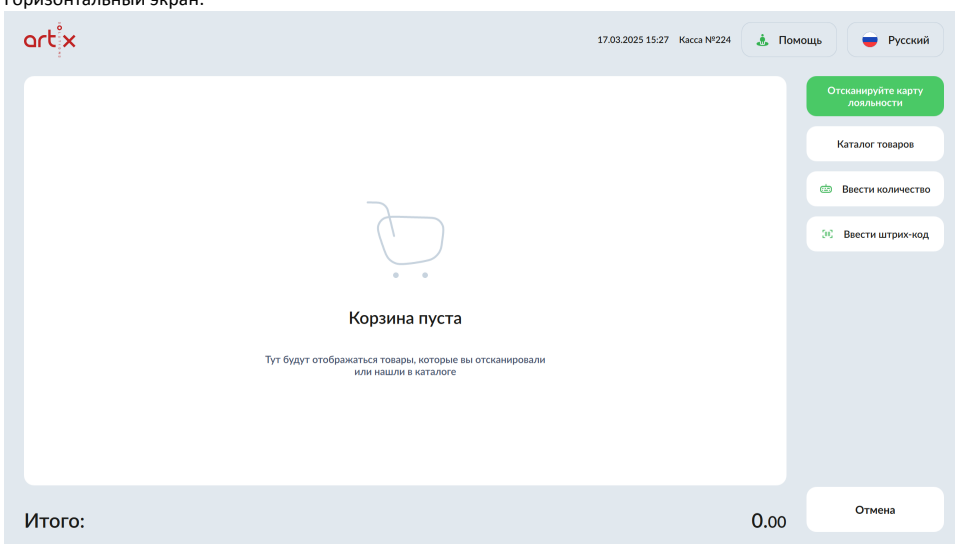 Горизонтальный экран:
artix
17.03.2025 15:27 Касса №224 Помощь Русский
Отсканируйте карту
лояльности
Каталог товаров
Ввести количество
Ввести штрих-код
Корзина пуста
Тут будут отображаться товары, которые вы отсканировали
или нашли в каталоге
Итого: 0.00
Отмена